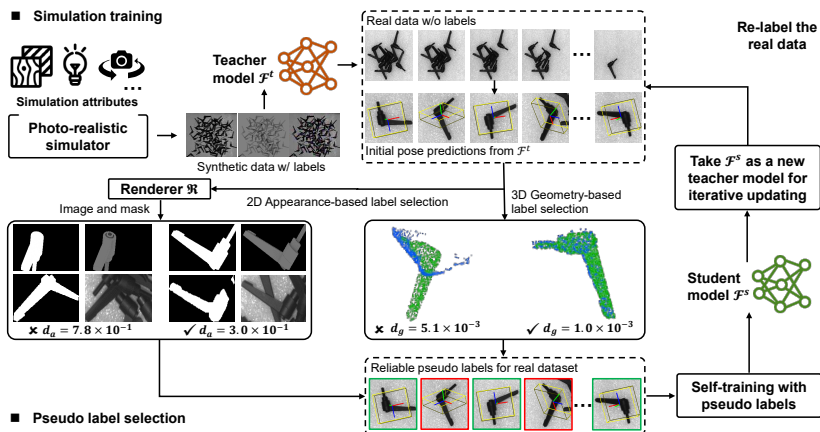 ■ Simulation training
Simulation attributes
...
Photo-realistic
simulator
Teacher
model ℱᵗ
Synthetic data w/ labels
Real data w/o labels
...
...
Initial pose predictions from ℱᵗ
Re-label the
real data
Renderer ℜ
Image and mask
2D Appearance-based label selection
3D Geometry-based
label selection
✘ dₐ = 7.8 × 10⁻¹
✓ dₐ = 3.0 × 10⁻¹
✘ d_g = 5.1 × 10⁻³
✓ d_g = 1.0 × 10⁻³
Take ℱˢ as a new
teacher model for
iterative updating
Student
model ℱˢ
Reliable pseudo labels for real dataset
...
Self-training with
pseudo labels
■ Pseudo label selection